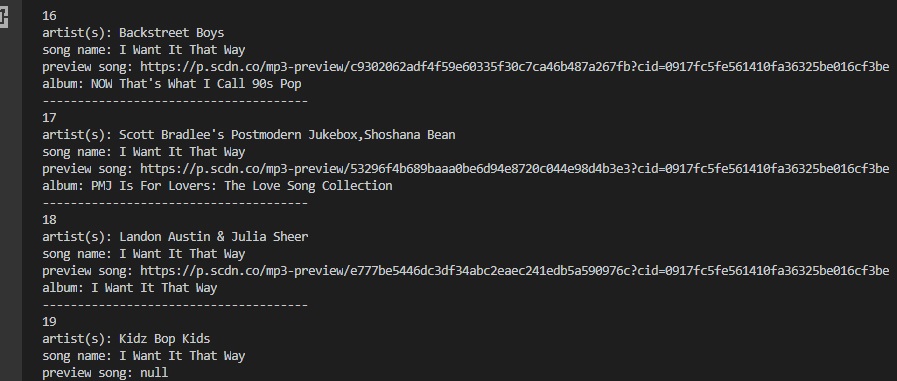 16
artist(s): Backstreet Boys
song name: I Want It That Way
preview song: https://p.scdn.co/mp3-preview/c9302062adf4f59e60335f30c7ca46b487a267fb?cid=0917fc5fe561410fa36325be016cf3be
album: NOW That's What I Call 90s Pop
--------------------------------------
17
artist(s): Scott Bradlee's Postmodern Jukebox,Shoshana Bean
song name: I Want It That Way
preview song: https://p.scdn.co/mp3-preview/53296f4b689baaa0be6d94e8720c044e98d4b3e3?cid=0917fc5fe561410fa36325be016cf3be
album: PMJ Is For Lovers: The Love Song Collection
--------------------------------------
18
artist(s): Landon Austin & Julia Sheer
song name: I Want It That Way
preview song: https://p.scdn.co/mp3-preview/e777be5446dc3df34abc2eaec241edb5a590976c?cid=0917fc5fe561410fa36325be016cf3be
album: I Want It That Way
--------------------------------------
19
artist(s): Kidz Bop Kids
song name: I Want It That Way
preview song: null